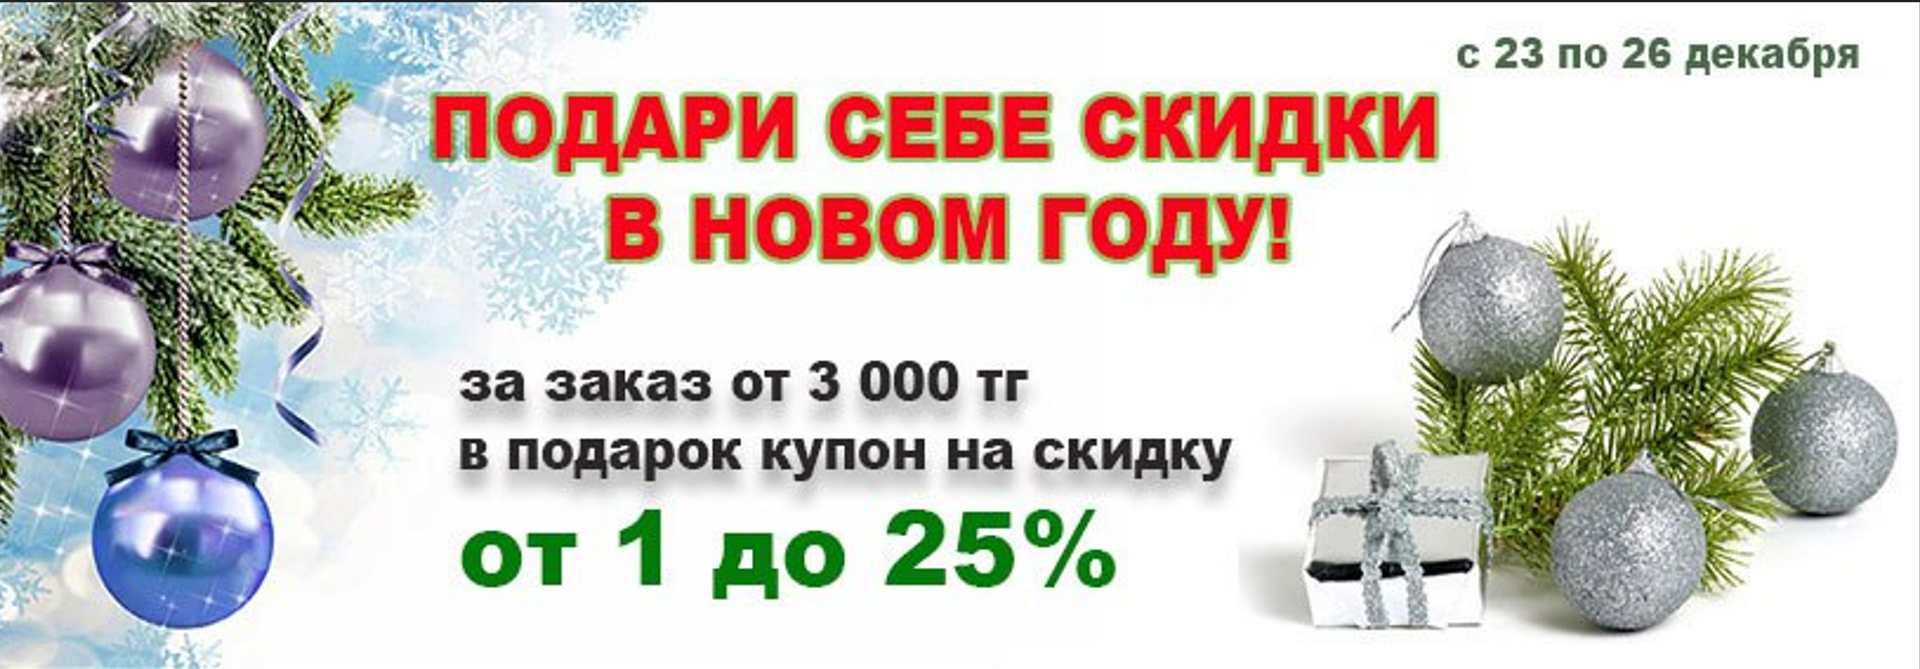 с 23 по 26 декабря
ПОДАРИ СЕБЕ СКИДКИ
В НОВОМ ГОДУ!
за заказ от 3 000 тг
в подарок купон на скидку
от 1 до 25%